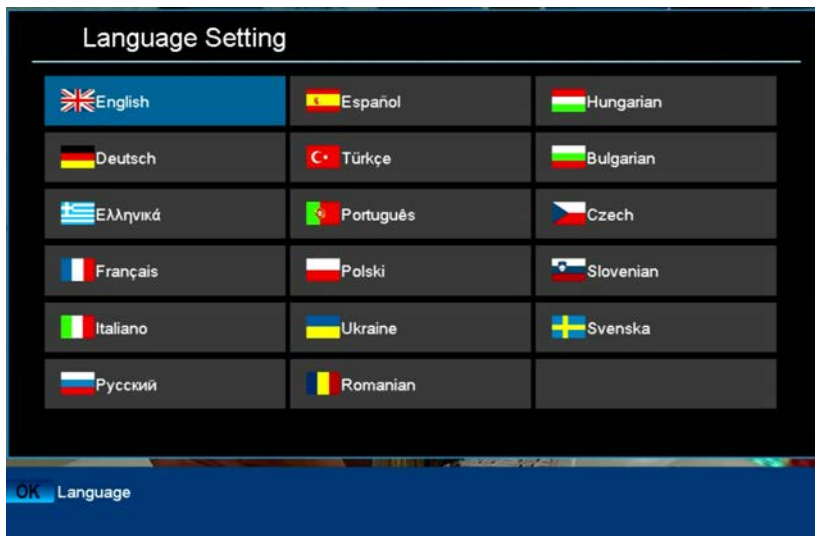 Language Setting
English Español Hungarian
Deutsch Türkçe Bulgarian
Ελληνικά Português Czech
Français Polski Slovenian
Italiano Ukraine Svenska
Русский Romanian
OK Language